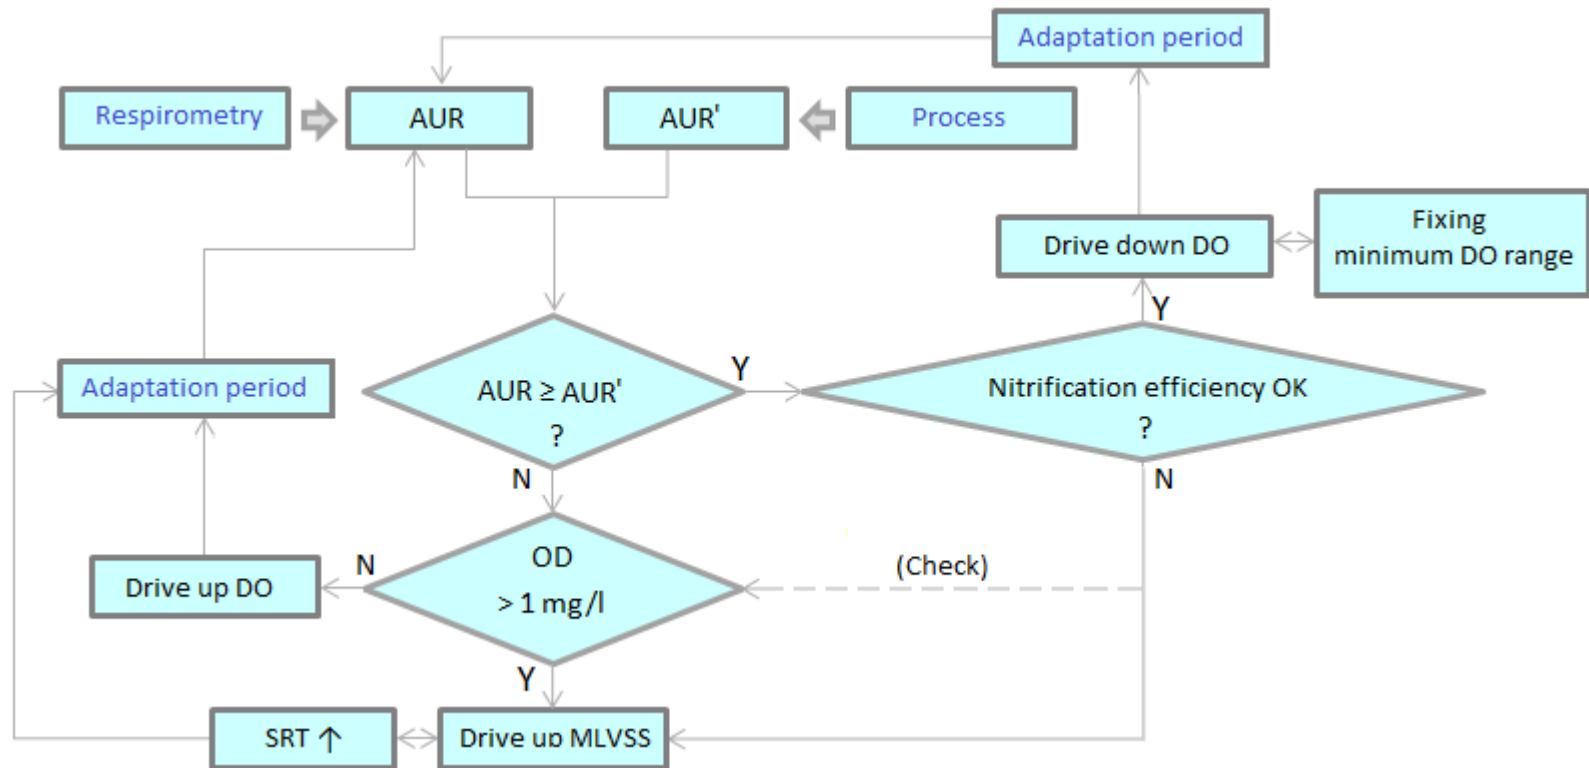 Adaptation period
Respirometry
AUR
AUR'
Process
Drive down DO
Fixing
minimum DO range
Y
Adaptation period
AUR ≥ AUR'
?
Y
Nitrification efficiency OK
?
N
N
OD
> 1 mg/l
N
Drive up DO
(Check)
Y
SRT ↑
Drive up MLVSS